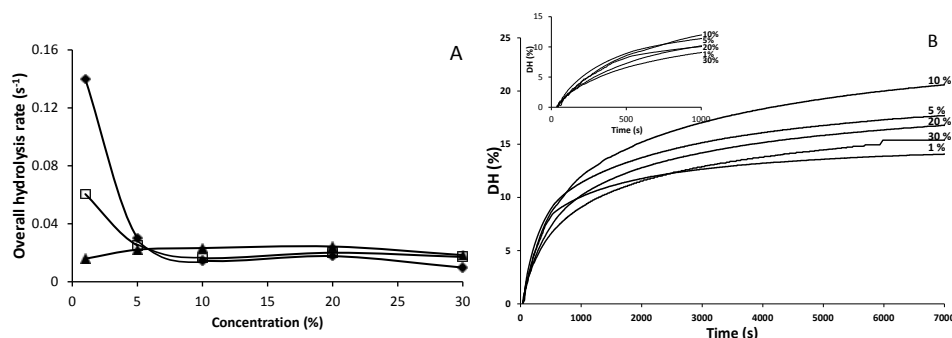 A
Overall hydrolysis rate (s⁻¹)
0.16
0.12
0.08
0.04
0
0 5 10 15 20 25 30
Concentration (%)
B
DH (%)
25
20
15
10
5
0
0 1000 2000 3000 4000 5000 6000 7000
Time (s)
10 %
5 %
20 %
30 %
1 %
DH (%)
15
10
5
0
0 500 1000
Time (s)
10%
5%
20%
1%
30%